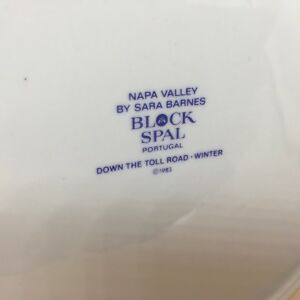 NAPA VALLEY
BY SARA BARNES
BLOCK
SPAL
PORTUGAL
DOWN THE TOLL ROAD · WINTER
©1983